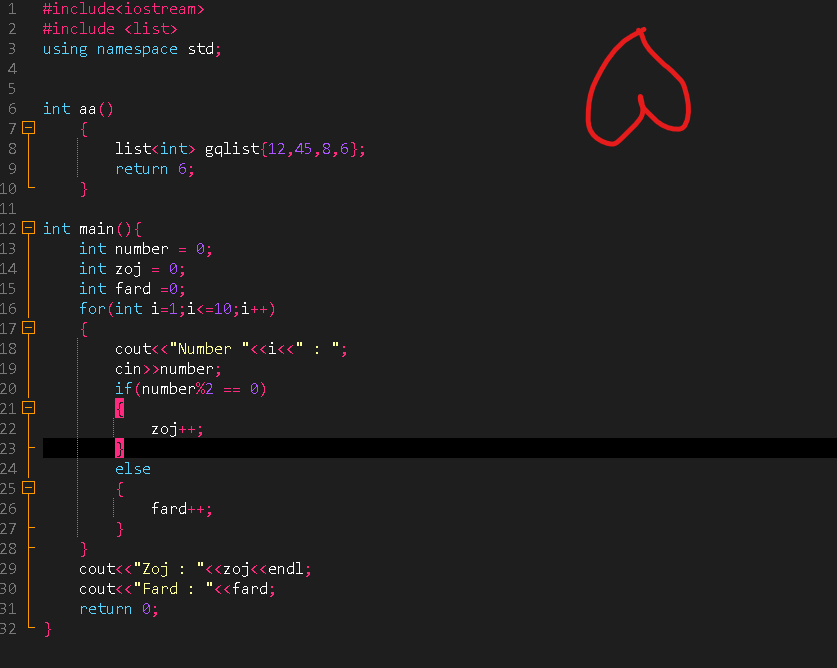 1 #include<iostream>
2 #include <list>
3 using namespace std;
4
5
6 int aa()
7 {
8 list<int> gqlist{12,45,8,6};
9 return 6;
10 }
11
12 int main(){
13 int number = 0;
14 int zoj = 0;
15 int fard =0;
16 for(int i=1;i<=10;i++)
17 {
18 cout<<"Number "<<i<<" : ";
19 cin>>number;
20 if(number%2 == 0)
21 {
22 zoj++;
23 }
24 else
25 {
26 fard++;
27 }
28 }
29 cout<<"Zoj : "<<zoj<<endl;
30 cout<<"Fard : "<<fard;
31 return 0;
32 }